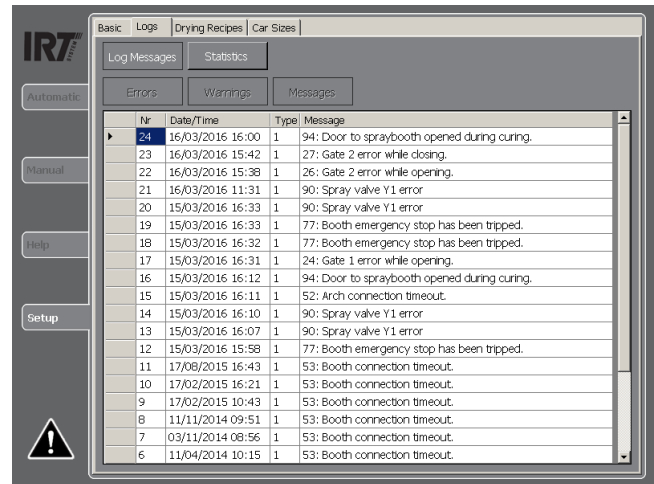 IRT SYSTEM
Basic Logs Drying Recipes Car Sizes
Log Messages Statistics
Errors Warnings Messages
Automatic
Manual
Help
Setup
Nr Date/Time Type Message
24 16/03/2016 16:00 1 94: Door to spraybooth opened during curing.
23 16/03/2016 15:42 1 27: Gate 2 error while closing.
22 16/03/2016 15:38 1 26: Gate 2 error while opening.
21 16/03/2016 11:31 1 90: Spray valve Y1 error
20 15/03/2016 16:33 1 90: Spray valve Y1 error
19 15/03/2016 16:33 1 77: Booth emergency stop has been tripped.
18 15/03/2016 16:32 1 77: Booth emergency stop has been tripped.
17 15/03/2016 16:31 1 24: Gate 1 error while opening.
16 15/03/2016 16:12 1 94: Door to spraybooth opened during curing.
15 15/03/2016 16:11 1 52: Arch connection timeout.
14 15/03/2016 16:10 1 90: Spray valve Y1 error
13 15/03/2016 16:07 1 90: Spray valve Y1 error
12 15/03/2016 15:58 1 77: Booth emergency stop has been tripped.
11 17/08/2015 16:43 1 53: Booth connection timeout.
10 17/02/2015 16:21 1 53: Booth connection timeout.
9 17/02/2015 10:43 1 53: Booth connection timeout.
8 11/11/2014 09:51 1 53: Booth connection timeout.
7 03/11/2014 08:56 1 53: Booth connection timeout.
6 11/04/2014 10:15 1 53: Booth connection timeout.